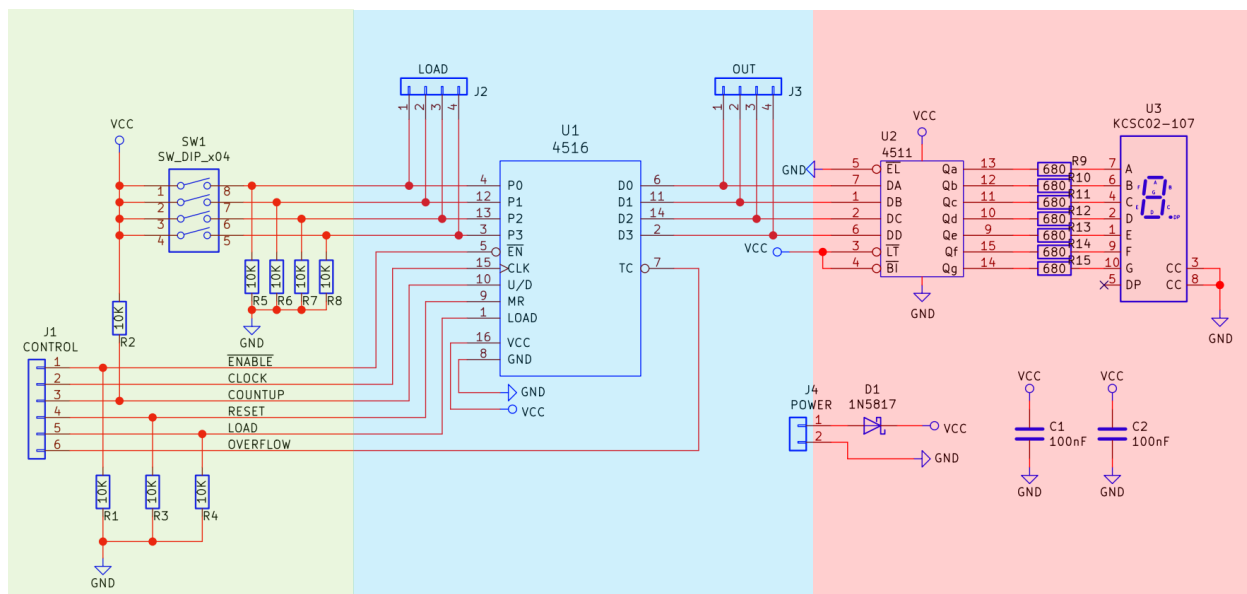 VCC
SW1
SW_DIP_x04
1 8
2 7
3 6
4 5
10K 10K 10K 10K
R5 R6 R7 R8
GND
10K
R2
J1
CONTROL
1 ENABLE
2 CLOCK
3 COUNTUP
4 RESET
5 LOAD
6 OVERFLOW
10K 10K 10K
R1 R3 R4
GND
LOAD
J2
1 2 3 4
U1
4516
4 P0 D0 6
12 P1 D1 11
13 P2 D2 14
3 P3 D3 2
5 EN
15 CLK TC 7
10 U/D
9 MR
1 LOAD
16 VCC
8 GND
GND
VCC
OUT
J3
1 2 3 4
VCC
U2
4511
GND 5 EL Qa 13
7 DA Qb 12
1 DB Qc 11
2 DC Qd 10
6 DD Qe 9
VCC 3 LT Qf 15
4 BI Qg 14
GND
680 R9
680 R10
680 R11
680 R12
680 R13
680 R14
680 R15
U3
KCSC02-107
7 A
6 B
4 C
2 D
1 E
9 F
10 G CC 3
5 DP CC 8
A
F B
G
E C
D
DP
GND
J4
POWER
1
2
D1
1N5817
VCC
GND
VCC
C1
100nF
GND
VCC
C2
100nF
GND